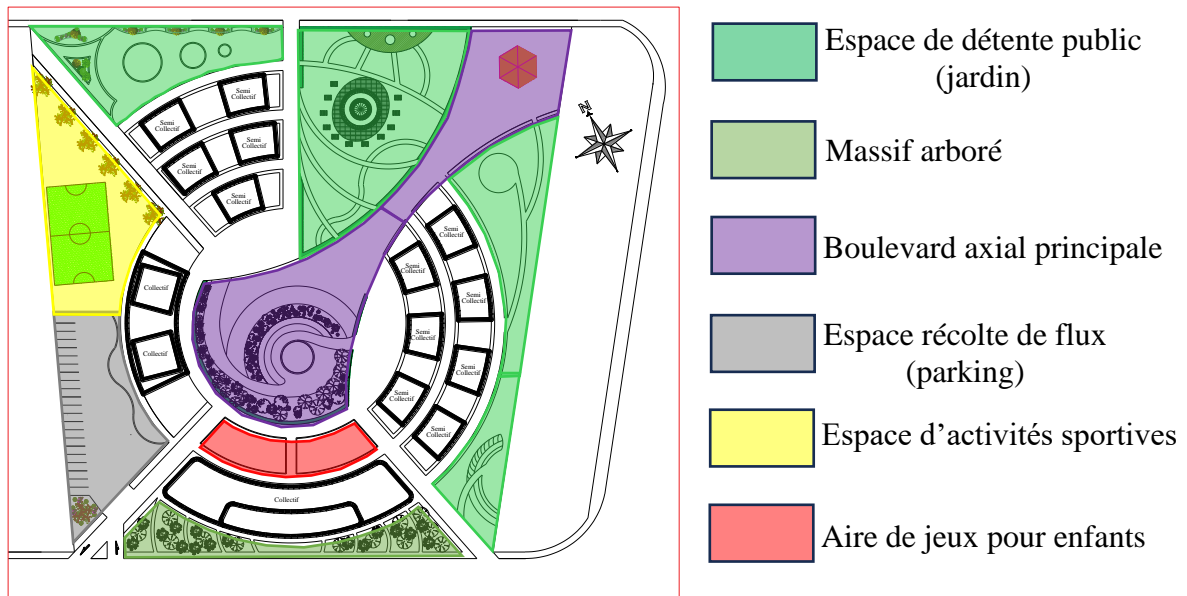 Semi
Collectif
Semi
Collectif
Semi
Collectif
Semi
Collectif
Semi
Collectif
N
Semi
Collectif
Semi
Collectif
Semi
Collectif
Semi
Collectif
Semi
Collectif
Semi
Collectif
Semi
Collectif
Collectif
Collectif
Collectif
Espace de détente public
(jardin)
Massif arboré
Boulevard axial principale
Espace récolte de flux
(parking)
Espace d’activités sportives
Aire de jeux pour enfants